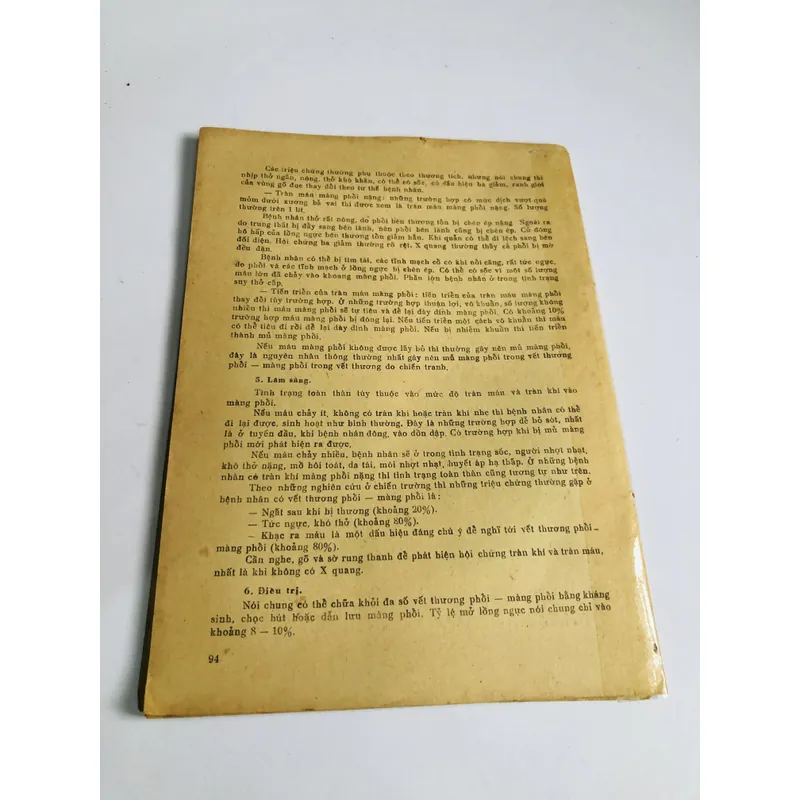 Các triệu chứng thường phụ thuộc theo thương tích, nhưng nói chung thì
nhịp thở ngắn, nông, thở khó khăn, có thể có sốc, có dấu hiệu ba giảm, ranh giới
của vùng gõ đục thay đổi theo tư thế bệnh nhân.
— Tràn máu màng phổi nặng: những trường hợp có mức dịch vượt quá
mỏm dưới xương bả vai thì được xem là tràn máu màng phổi nặng. Số lượng
thường trên 1 lít.
Bệnh nhân thở rất nông, do phổi bên thương tổn bị chèn ép nặng. Ngoài ra
do trung thất bị đẩy sang bên lành, nên phổi bên lành cũng bị chèn ép. Cử động
hô hấp của lồng ngực bên thương tổn giảm hẳn. Khí quản có thể di lệch sang bên
đối diện. Hội chứng ba giảm thường rõ rệt. X quang thường thấy cả phổi bị mờ
đều đặn.
Bệnh nhân có thể bị tím tái, các tĩnh mạch cổ có khi nổi căng, rất tức ngực,
do phổi và các tĩnh mạch ở lồng ngực bị chèn ép. Có thể có sốc vì một số lượng
máu lớn đã chảy vào khoang màng phổi. Phần lớn bệnh nhân ở trong tình trạng
suy thở cấp.
— Tiến triển của tràn máu màng phổi: tiến triển của tràn máu màng phổi
thay đổi tùy trường hợp. Ở những trường hợp thuận lợi, vô khuẩn, số lượng không
nhiều thì máu màng phổi sẽ tự tiêu và để lại dày dính màng phổi. Có khoảng 10%
trường hợp máu màng phổi bị đông lại. Nếu tiến triển một cách vô khuẩn thì máu
có thể tiêu đi rồi để lại dày dính màng phổi. Nếu bị nhiễm khuẩn thì tiến triển
thành mủ màng phổi.
Nếu máu màng phổi không được lấy bỏ thì thường gây nên mủ màng phổi,
đây là nguyên nhân thông thường nhất gây nên mủ màng phổi trong vết thương
phổi — màng phổi trong vết thương do chiến tranh.
5. Lâm sàng.
Tình trạng toàn thân tùy thuộc vào mức độ tràn máu và tràn khí vào
màng phổi.
Nếu máu chảy ít, không có tràn khí hoặc tràn khí nhẹ thì bệnh nhân có thể
đi lại được, sinh hoạt như bình thường. Đây là những trường hợp dễ bỏ sót, nhất
là ở tuyến đầu, khi bệnh nhân đông, vào dồn dập. Có trường hợp khi bị mủ màng
phổi mới phát hiện ra được.
Nếu máu chảy nhiều, bệnh nhân sẽ ở trong tình trạng sốc, người nhợt nhạt,
khó thở nặng, mồ hôi toát, da tái, môi nhợt nhạt, huyết áp hạ thấp. Ở những bệnh
nhân có tràn khí màng phổi nặng thì tình trạng toàn thân cũng tương tự như trên.
Theo những nghiên cứu ở chiến trường thì những triệu chứng thường gặp ở
bệnh nhân có vết thương phổi — màng phổi là:
— Ngất sau khi bị thương (khoảng 20%).
— Tức ngực, khó thở (khoảng 80%).
— Khạc ra máu là một dấu hiệu đáng chú ý để nghĩ tới vết thương phổi —
màng phổi (khoảng 80%).
Cần nghe, gõ và sờ rung thanh để phát hiện hội chứng tràn khí và tràn máu,
nhất là khi không có X quang.
6. Điều trị.
Nói chung có thể chữa khỏi đa số vết thương phổi — màng phổi bằng kháng
sinh, chọc hút hoặc dẫn lưu màng phổi. Tỷ lệ mở lồng ngực nói chung chỉ vào
khoảng 8 — 10%.
94